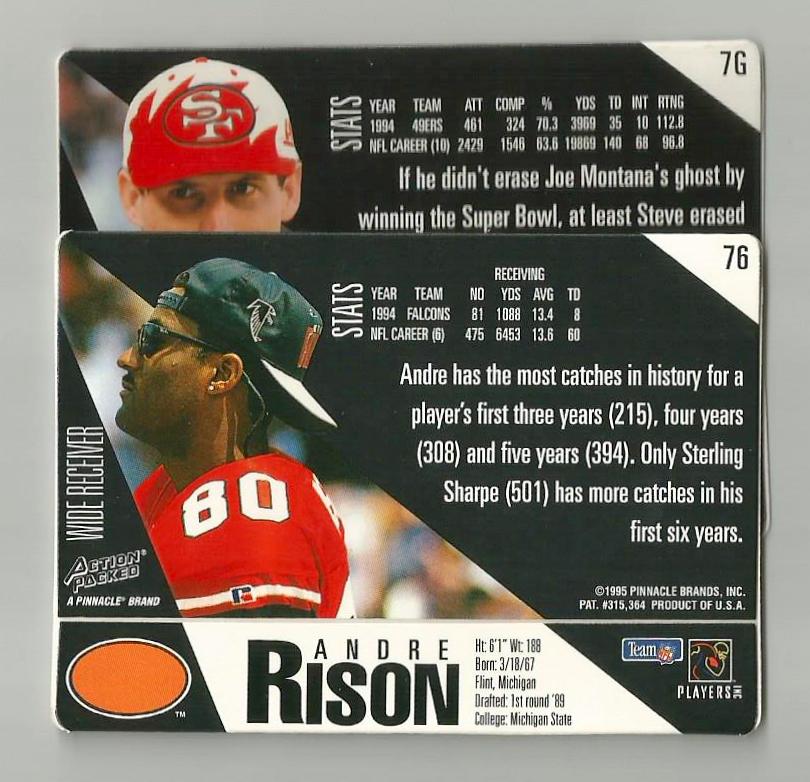 7G
STATS
YEAR TEAM ATT COMP % YDS TD INT RTNG
1994 49ERS 461 324 70.3 3969 35 10 112.8
NFL CAREER (10) 2429 1546 63.6 19869 140 68 96.8
If he didn't erase Joe Montana's ghost by
winning the Super Bowl, at least Steve erased
SF
76
STATS
RECEIVING
YEAR TEAM NO YDS AVG TD
1994 FALCONS 81 1088 13.4 8
NFL CAREER (6) 475 6453 13.6 60
Andre has the most catches in history for a
player's first three years (215), four years
(308) and five years (394). Only Sterling
Sharpe (501) has more catches in his
first six years.
WIDE RECEIVER
80
8
R
ACTION PACKED®
A PINNACLE® BRAND
©1995 PINNACLE BRANDS, INC.
PAT. #315,364 PRODUCT OF U.S.A.
TM
ANDRE
RISON
Ht: 6'1" Wt: 188
Born: 3/18/67
Flint, Michigan
Drafted: 1st round '89
College: Michigan State
Team NFL
PLAYERS INC